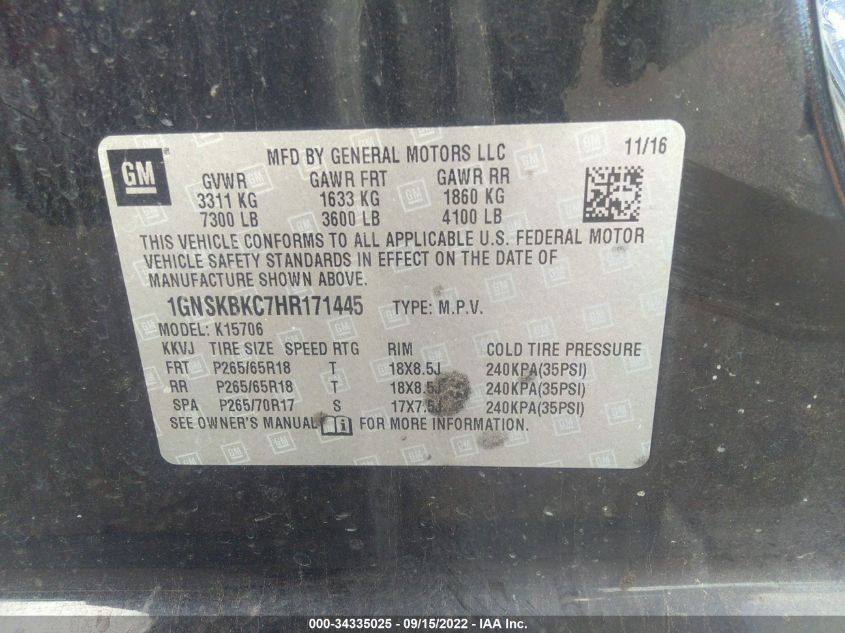 GM
MFD BY GENERAL MOTORS LLC
11/16
GVWR GAWR FRT GAWR RR
3311 KG 1633 KG 1860 KG
7300 LB 3600 LB 4100 LB
THIS VEHICLE CONFORMS TO ALL APPLICABLE U.S. FEDERAL MOTOR
VEHICLE SAFETY STANDARDS IN EFFECT ON THE DATE OF
MANUFACTURE SHOWN ABOVE.
1GNSKBKC7HR171445 TYPE: M.P.V.
MODEL: K15706
KKVJ TIRE SIZE SPEED RTG RIM COLD TIRE PRESSURE
FRT P265/65R18 T 18X8.5J 240KPA(35PSI)
RR P265/65R18 T 18X8.5J 240KPA(35PSI)
SPA P265/70R17 S 17X7.5J 240KPA(35PSI)
SEE OWNER'S MANUAL FOR MORE INFORMATION.
000-34335025 - 09/15/2022 - IAA Inc.